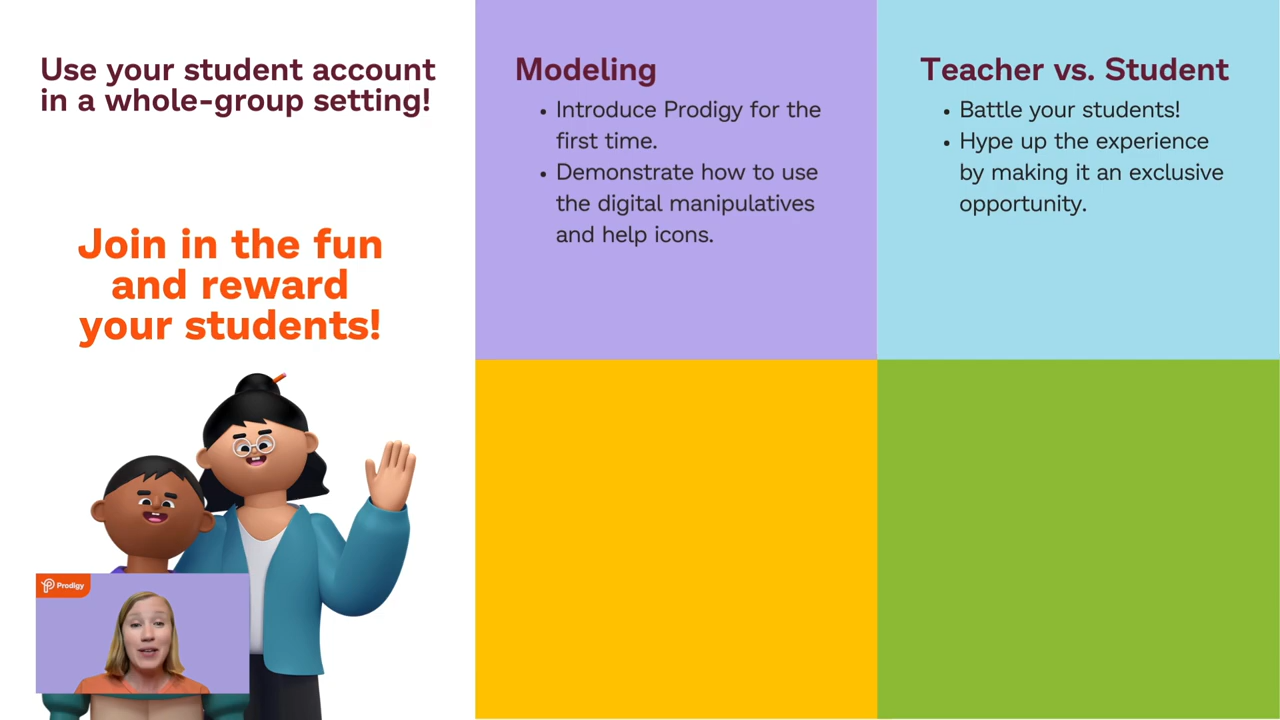 Use your student account
in a whole-group setting!
Join in the fun
and reward
your students!
Prodigy
Modeling
• Introduce Prodigy for the
first time.
• Demonstrate how to use
the digital manipulatives
and help icons.
Teacher vs. Student
• Battle your students!
• Hype up the experience
by making it an exclusive
opportunity.